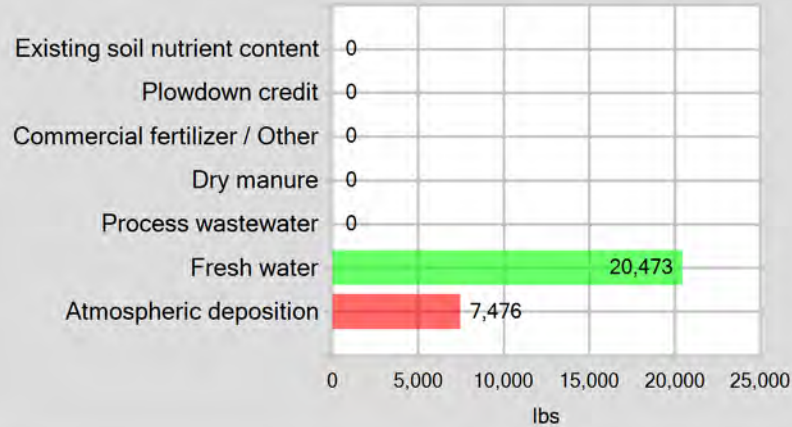 Existing soil nutrient content 0
Plowdown credit 0
Commercial fertilizer / Other 0
Dry manure 0
Process wastewater 0
Fresh water 20,473
Atmospheric deposition 7,476
0 5,000 10,000 15,000 20,000 25,000
lbs